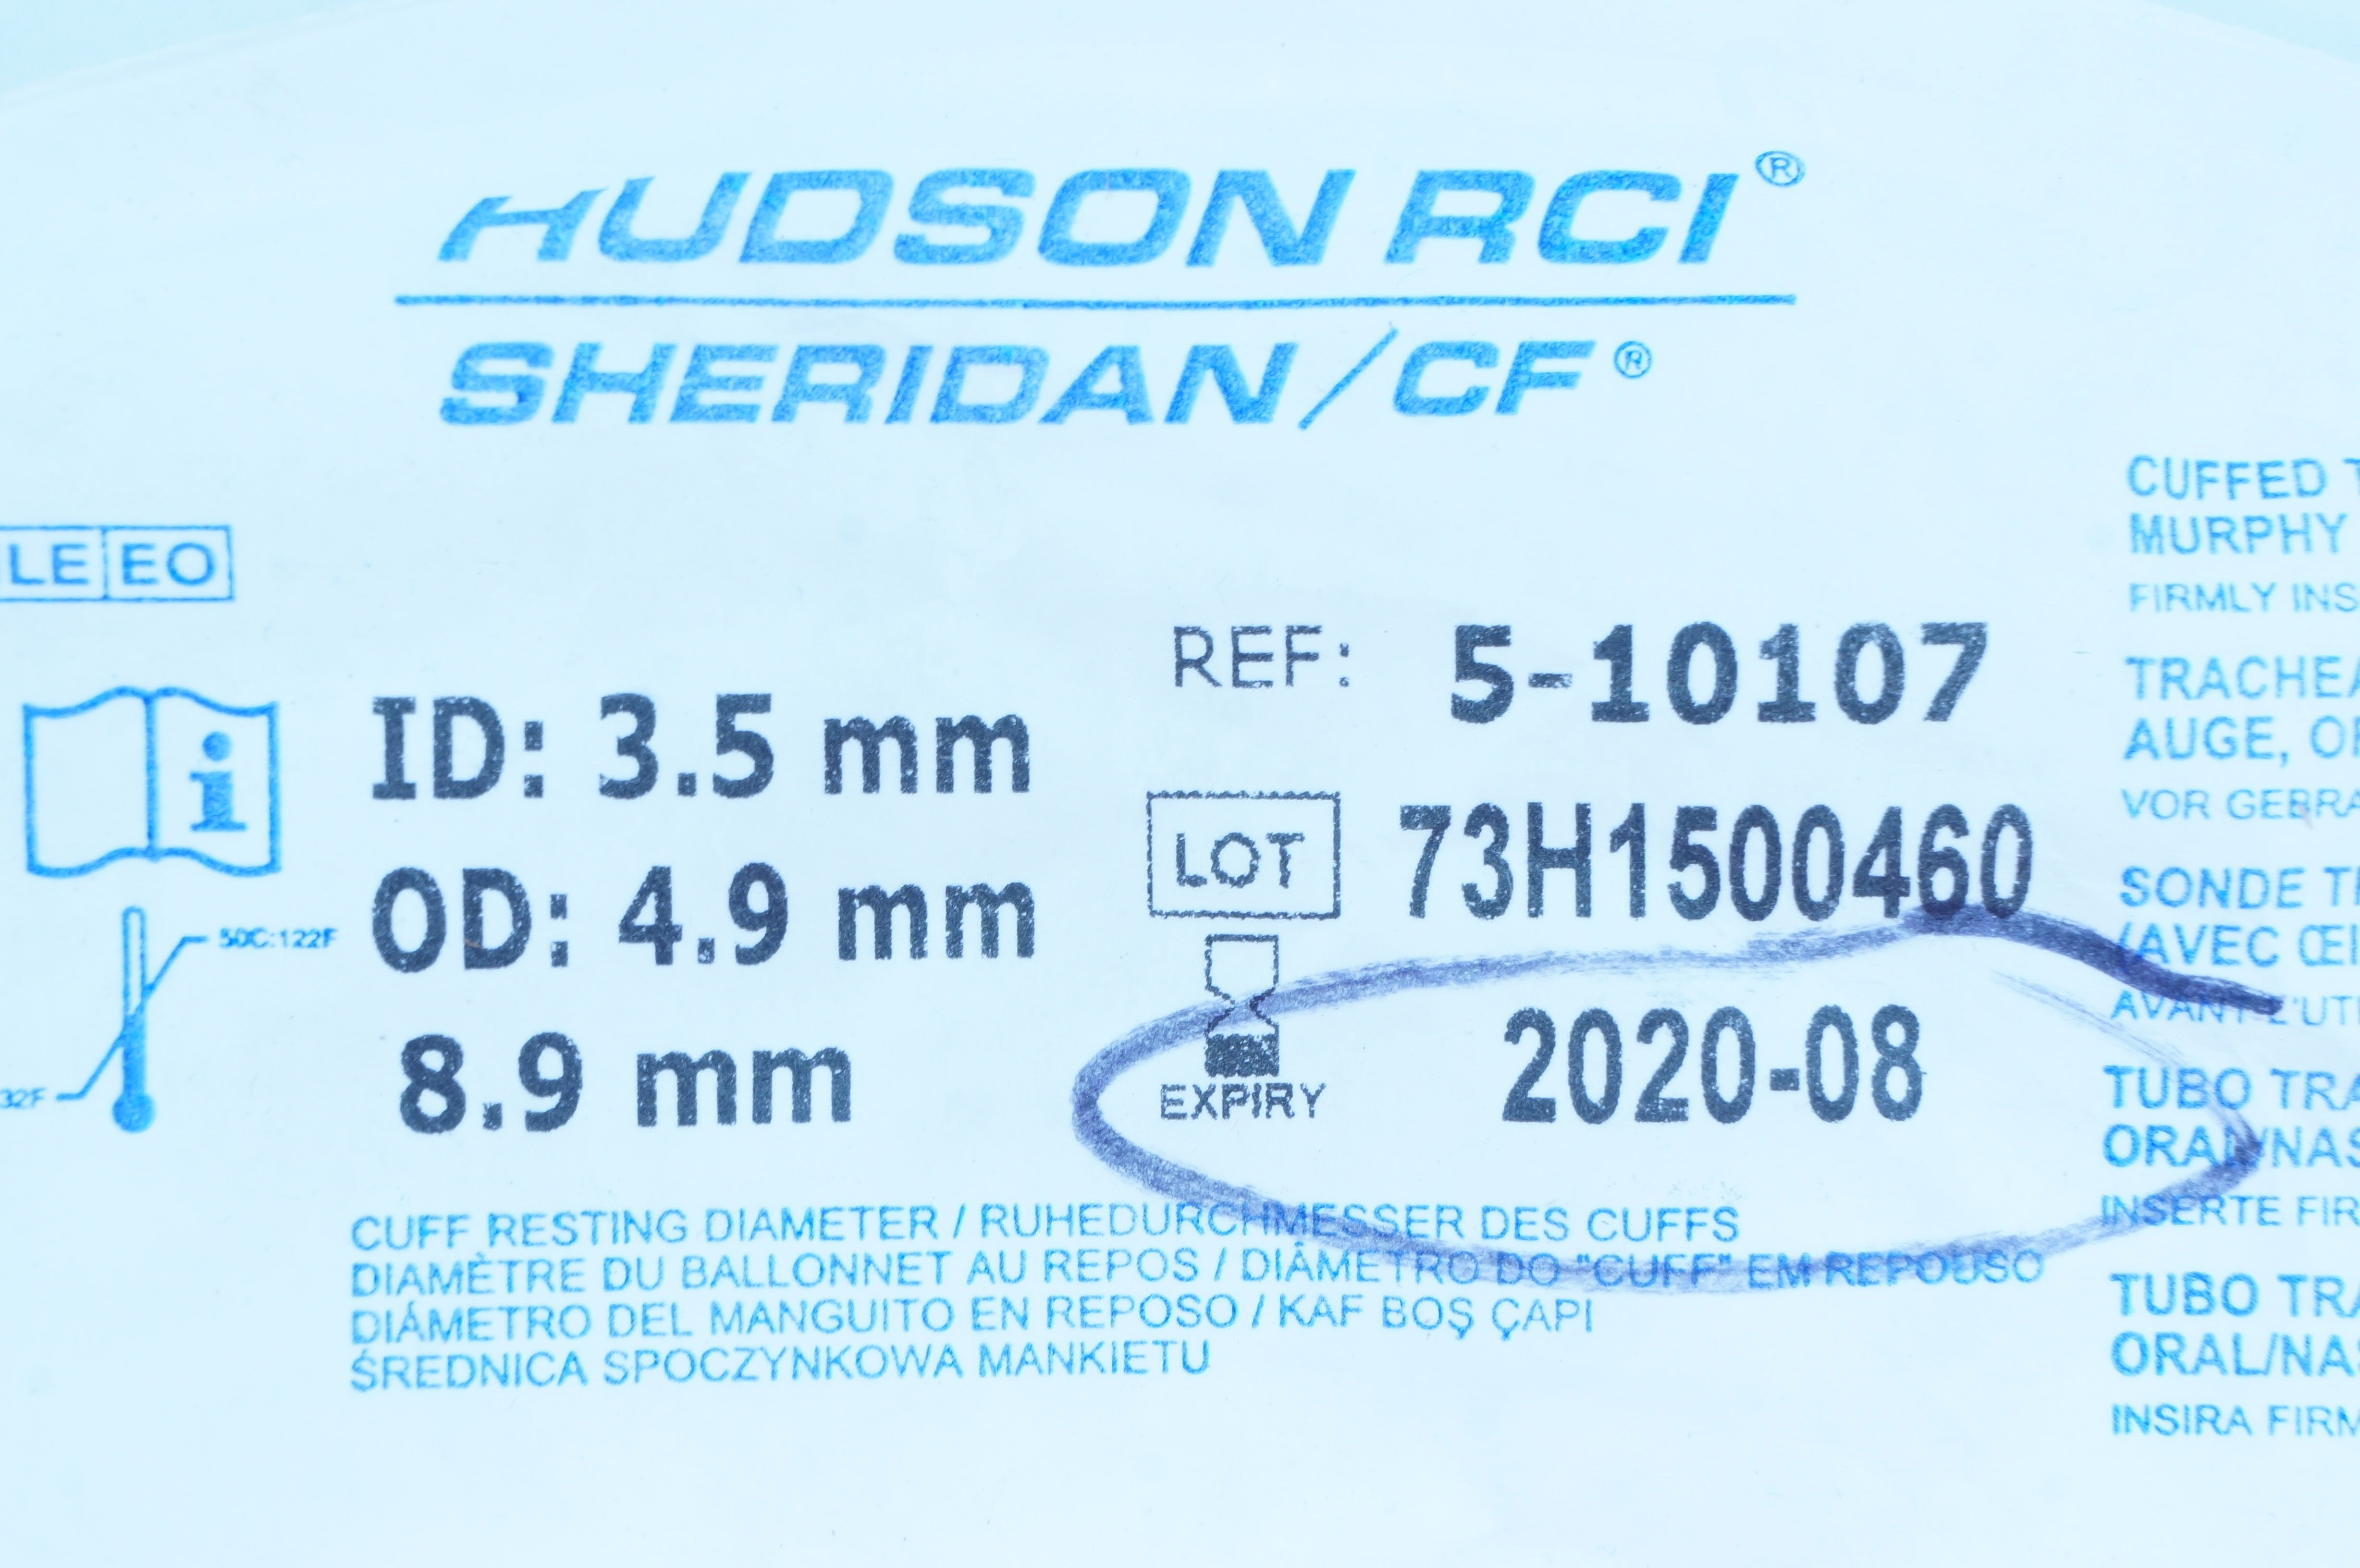 HUDSON RCI®
SHERIDAN/CF®
LE EO
50C:122F
32F
ID: 3.5 mm
OD: 4.9 mm
8.9 mm
REF: 5-10107
LOT 73H1500460
EXPIRY 2020-08
CUFF RESTING DIAMETER / RUHEDURCHMESSER DES CUFFS
DIAMÈTRE DU BALLONNET AU REPOS / DIÂMETRO DO "CUFF" EM REPOUSO
DIÁMETRO DEL MANGUITO EN REPOSO / KAF BOŞ ÇAPI
ŚREDNICA SPOCZYNKOWA MANKIETU
CUFFED T
MURPHY
FIRMLY INS
TRACHEA
AUGE, O
VOR GEBRA
SONDE T
(AVEC ŒI
AVANT L'UTI
TUBO TRA
ORAL/NAS
INSERTE FIR
TUBO TRA
ORAL/NAS
INSIRA FIRM